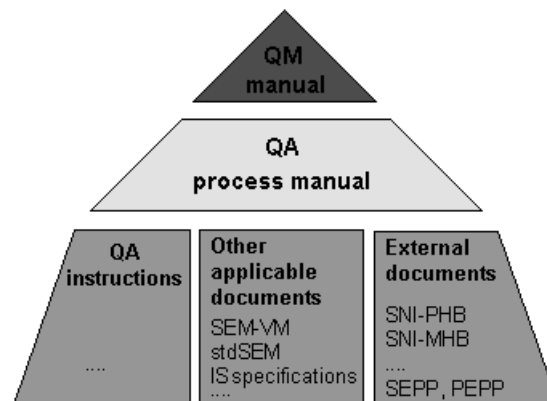 QM
manual
QA
process manual
QA
instructions
....
Other
applicable
documents
SEM-VM
stdSEM
IS specifications
....
External
documents
SNI-PHB
SNI-MHB
....
SEPP, PEPP